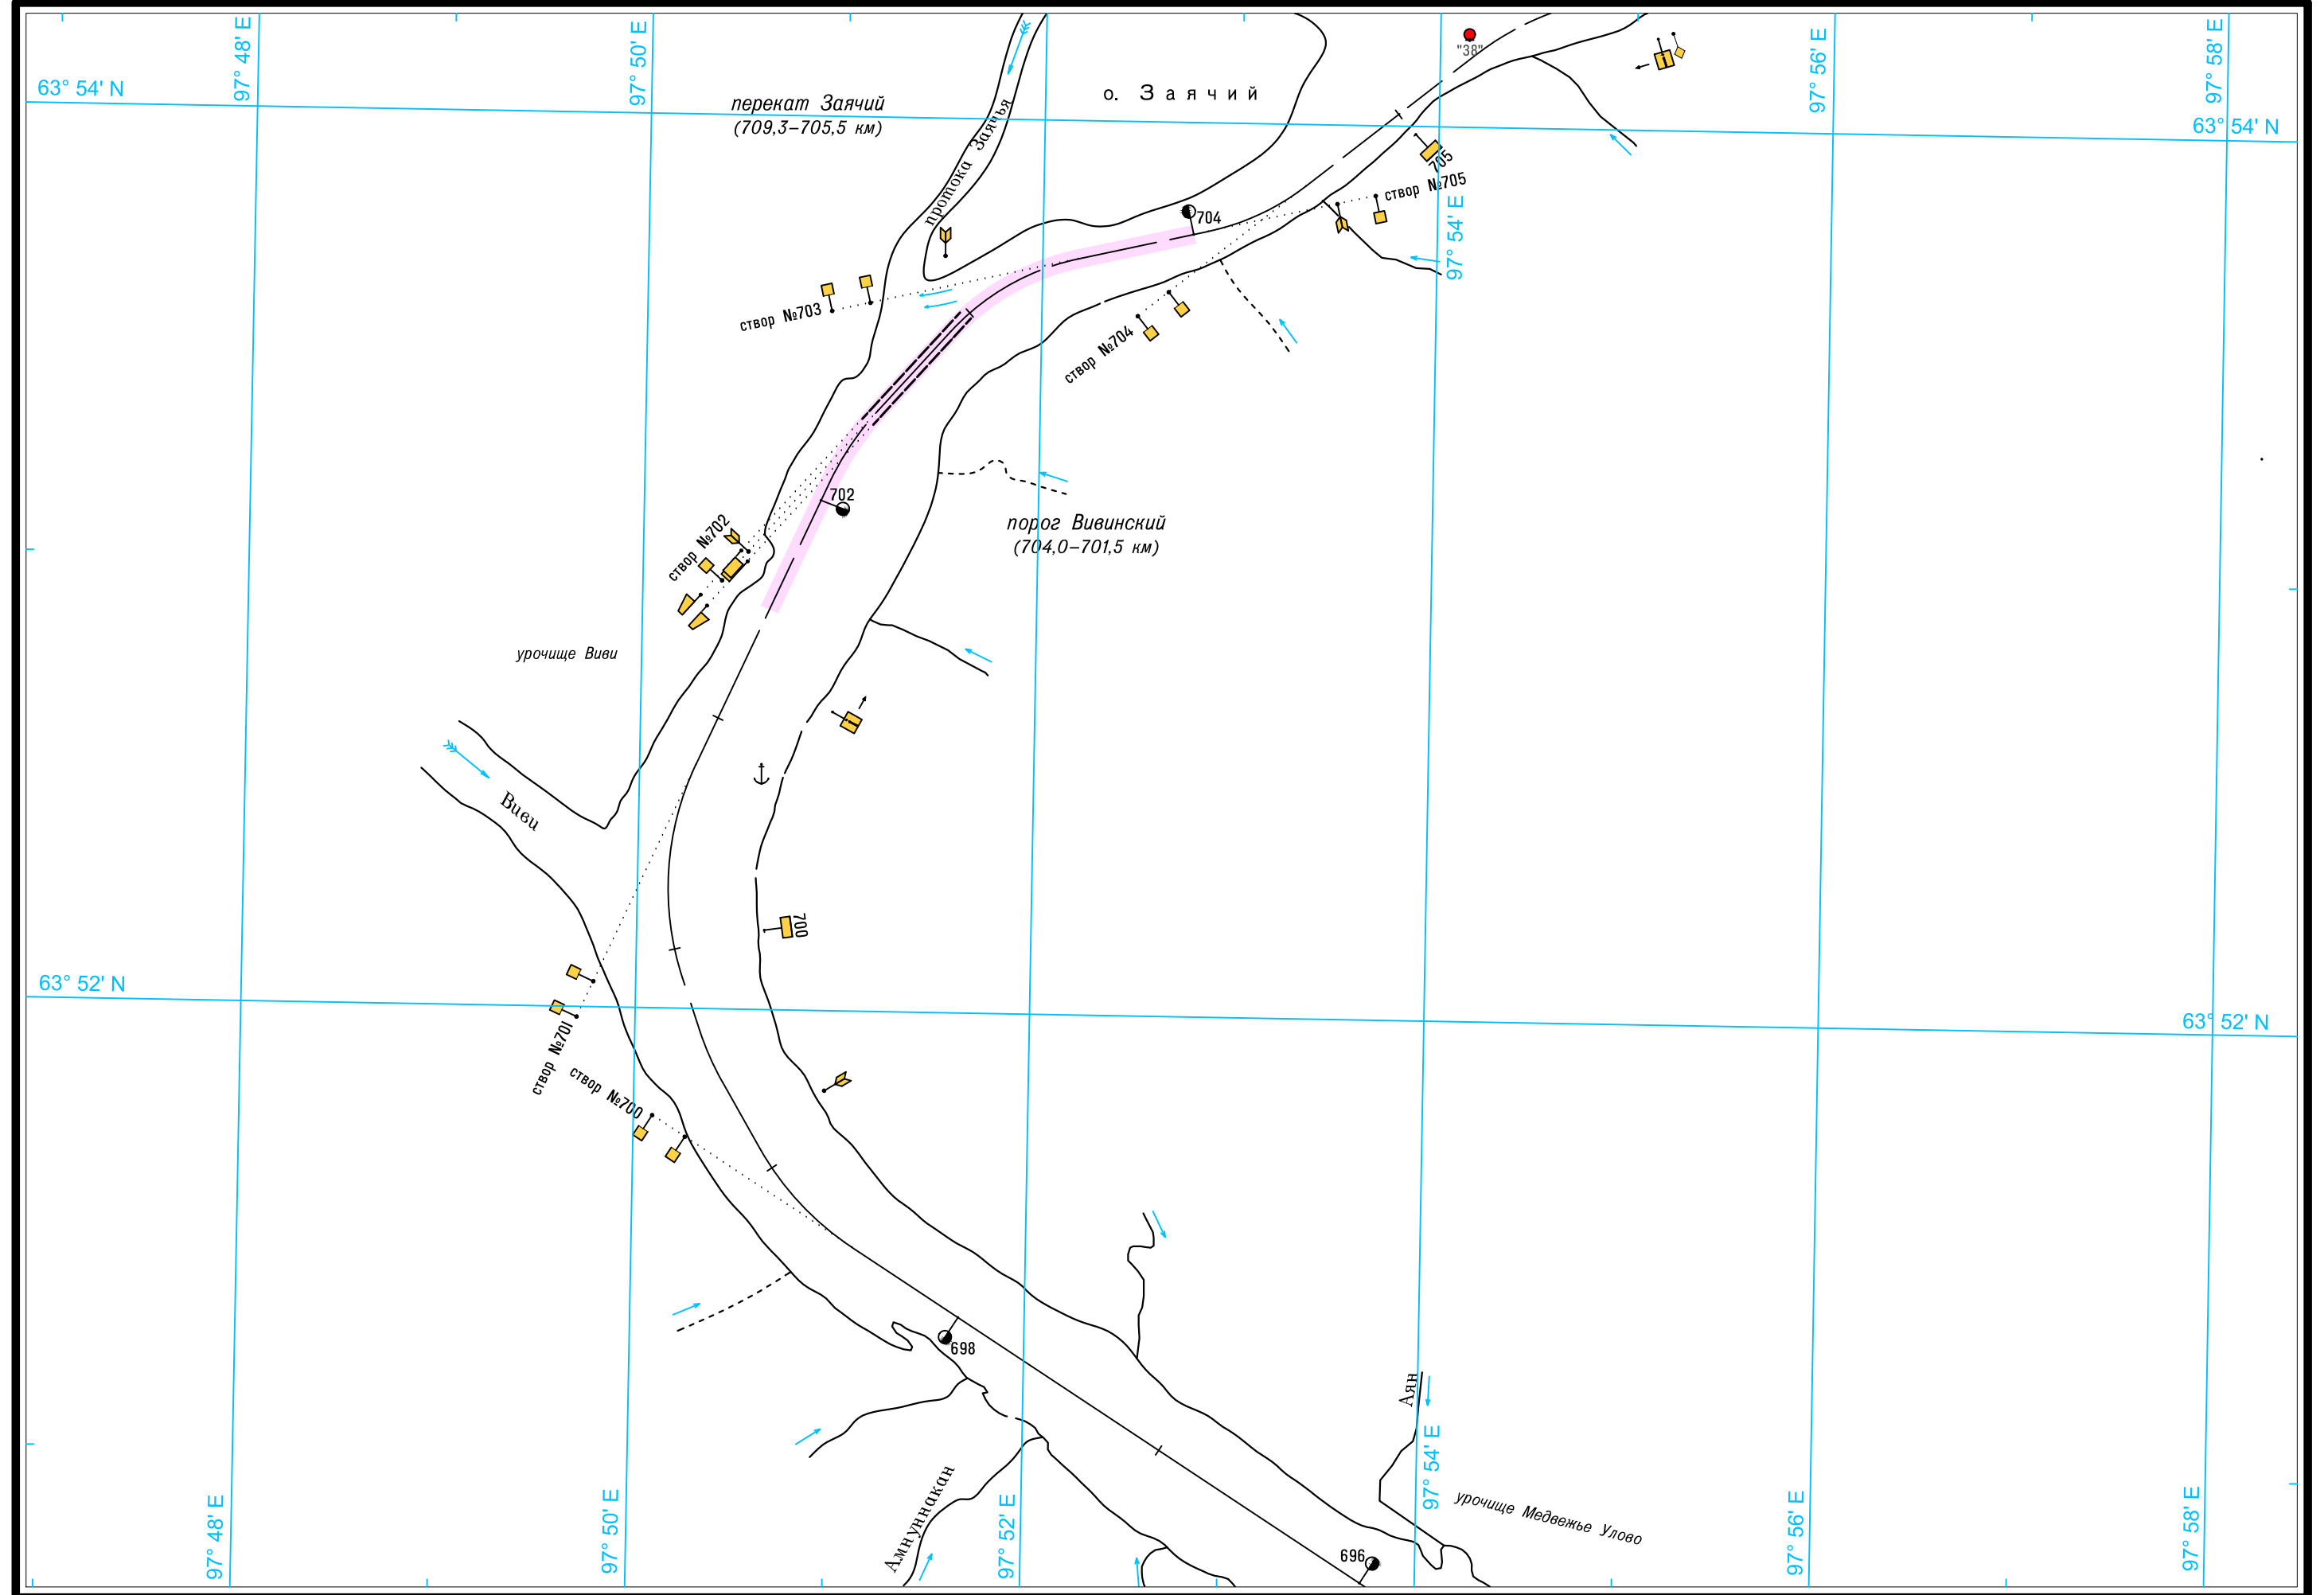 97° 48' E
97° 50' E
97° 56' E
97° 58' E
63° 54' N
63° 54' N
"38"
перекат Заячий
(709,3–705,5 км)
о. Заячий
протока Заячья
705
створ №705
97° 54' E
704
створ №703
створ №704
702
створ №702
порог Вивинский
(704,0–701,5 км)
урочище Виви
Виви
700
63° 52' N
63° 52' N
створ №701
створ №700
698
Аян
97° 54' E
Амнуннакан
урочище Медвежье Улово
696
97° 48' E
97° 50' E
97° 52' E
97° 56' E
97° 58' E